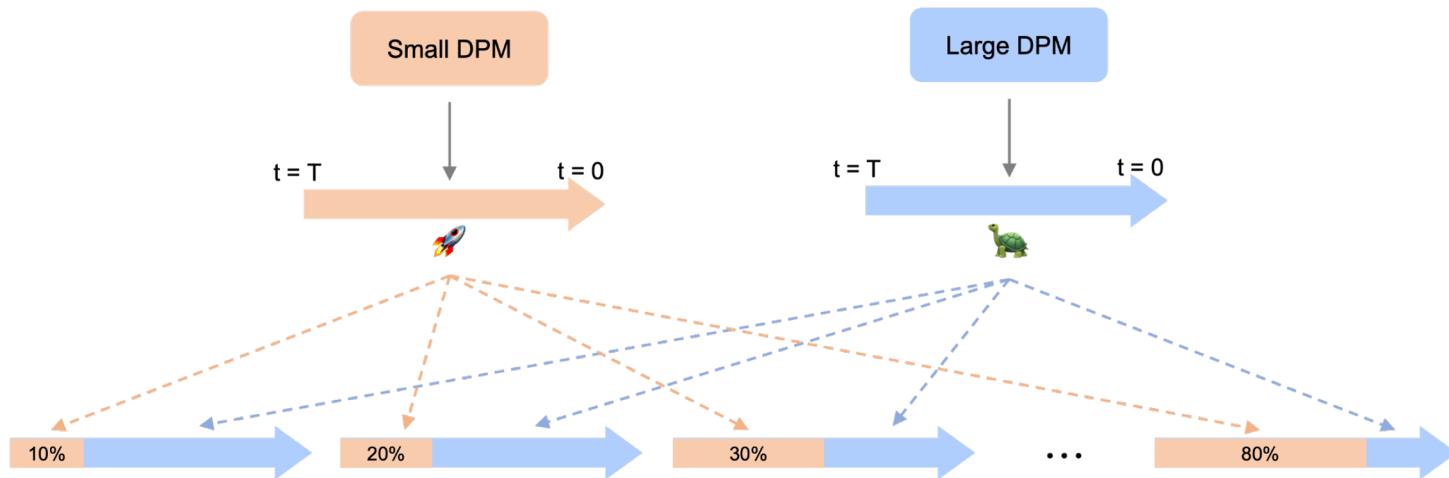 Small DPM
Large DPM
t = T
t = 0
t = T
t = 0
10%
20%
30%
...
80%